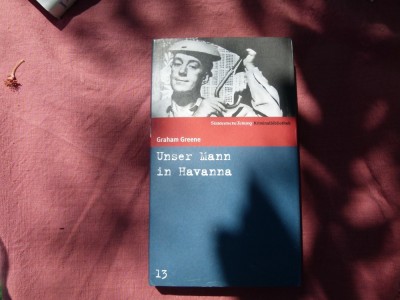 Süddeutsche Zeitung Kriminalbibliothek
Graham Greene
Unser Mann
in Havanna
13